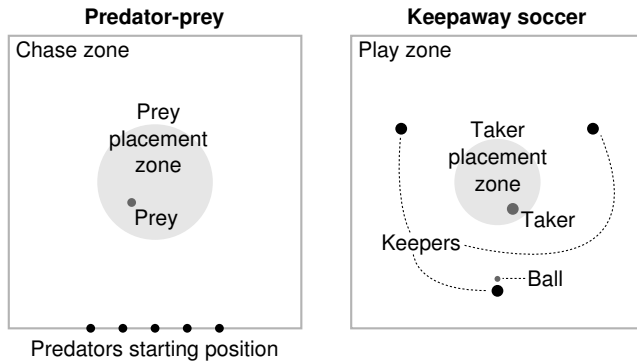 Predator-prey
Chase zone
Prey
placement
zone
Prey
Predators starting position
Keepaway soccer
Play zone
Taker
placement
zone
Taker
Keepers
Ball